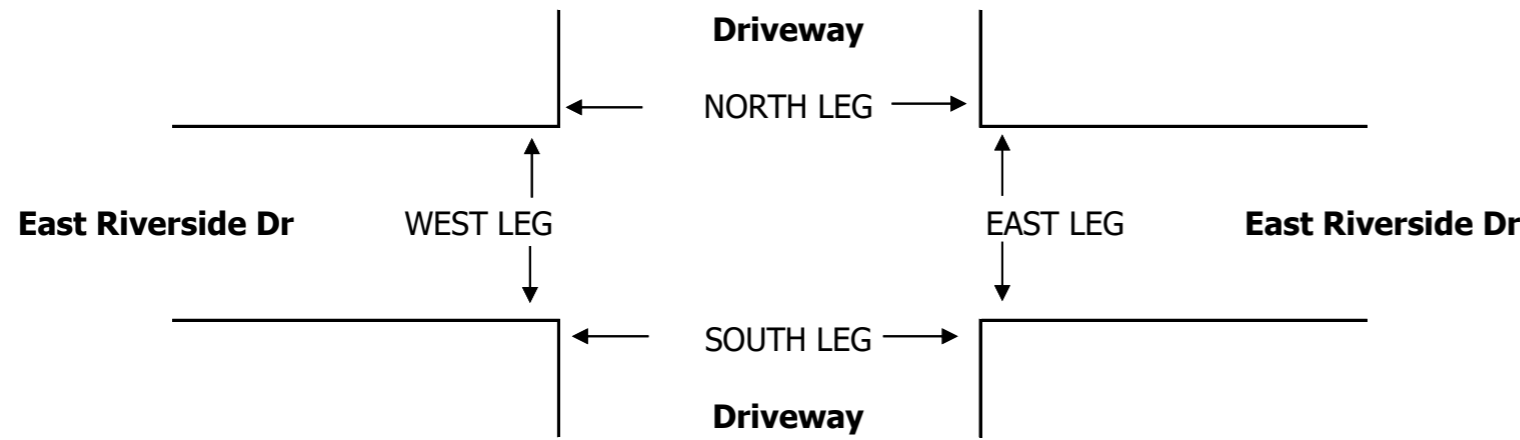 Driveway
NORTH LEG
East Riverside Dr WEST LEG EAST LEG East Riverside Dr
SOUTH LEG
Driveway